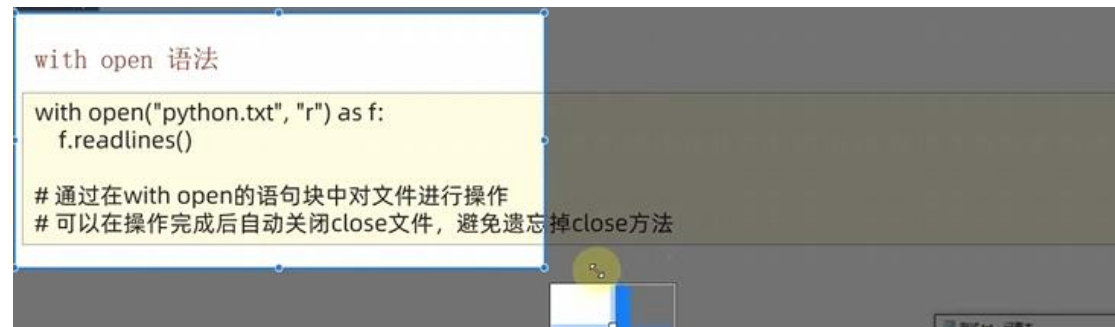 with open 语法
with open("python.txt", "r") as f:
f.readlines()
# 通过在with open的语句块中对文件进行操作
# 可以在操作完成后自动关闭close文件，避免遗忘掉close方法